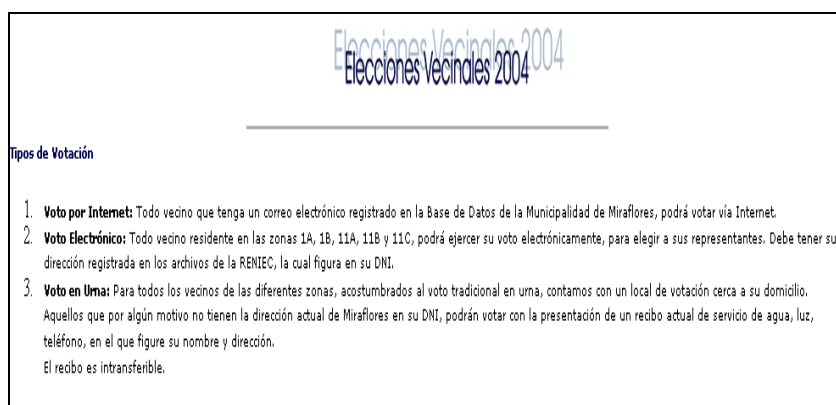 Elecciones Vecinales 2004
Tipos de Votación
1. Voto por Internet: Todo vecino que tenga un correo electrónico registrado en la Base de Datos de la Municipalidad de Miraflores, podrá votar vía Internet.
2. Voto Electrónico: Todo vecino residente en las zonas 1A, 1B, 11A, 11B y 11C, podrá ejercer su voto electrónicamente, para elegir a sus representantes. Debe tener su
dirección registrada en los archivos de la RENIEC, la cual figura en su DNI.
3. Voto en Urna: Para todos los vecinos de las diferentes zonas, acostumbrados al voto tradicional en urna, contamos con un local de votación cerca a su domicilio.
Aquellos que por algún motivo no tienen la dirección actual de Miraflores en su DNI, podrán votar con la presentación de un recibo actual de servicio de agua, luz,
teléfono, en el que figure su nombre y dirección.
El recibo es intransferible.